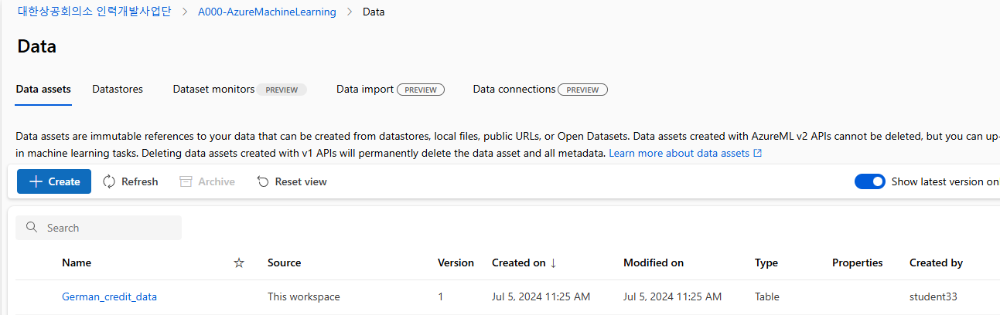 대한상공회의소 인력개발사업단 > A000-AzureMachineLearning > Data
Data
Data assets Datastores Dataset monitors PREVIEW Data import PREVIEW Data connections PREVIEW
Data assets are immutable references to your data that can be created from datastores, local files, public URLs, or Open Datasets. Data assets created with AzureML v2 APIs cannot be deleted, but you can up-
in machine learning tasks. Deleting data assets created with v1 APIs will permanently delete the data asset and all metadata. Learn more about data assets
Create Refresh Archive Reset view Show latest version on
Search
Name Source Version Created on ↓ Modified on Type Properties Created by
German_credit_data This workspace 1 Jul 5, 2024 11:25 AM Jul 5, 2024 11:25 AM Table student33